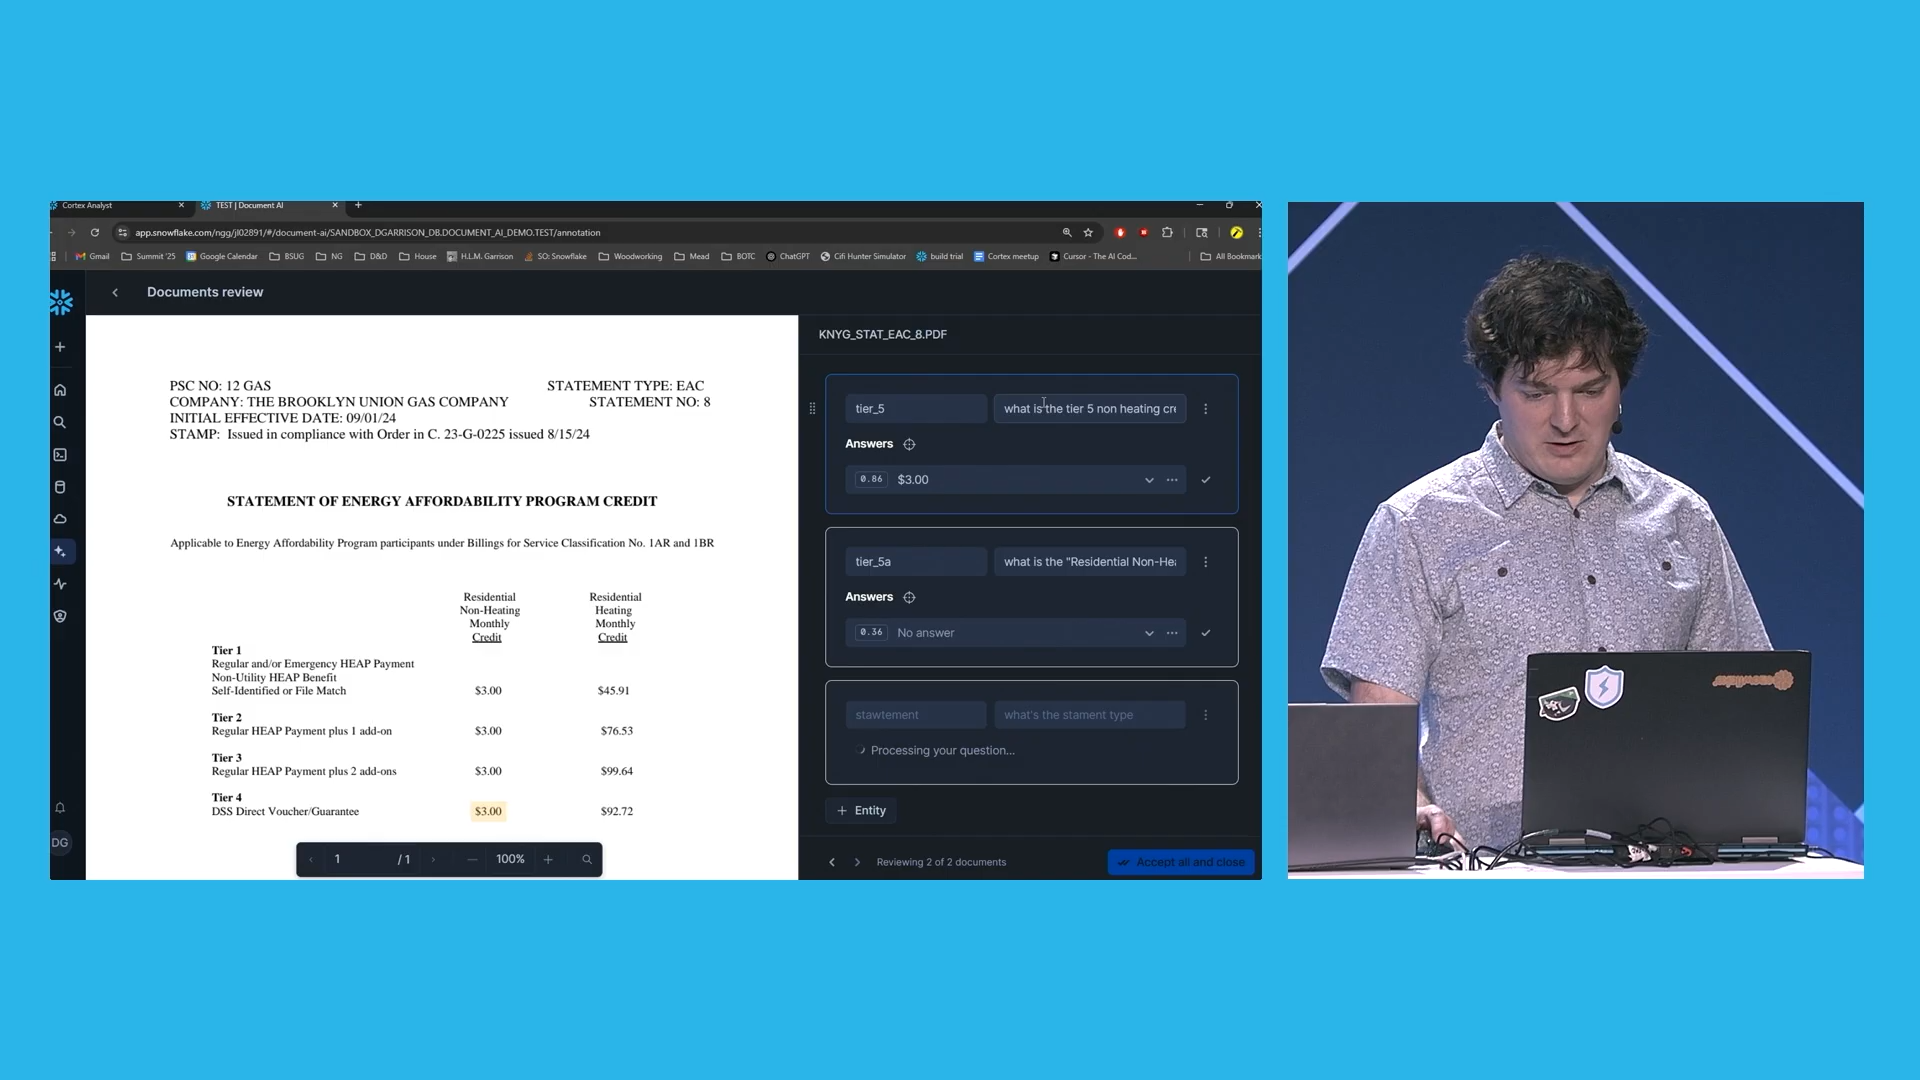 Cortex Analyst
TEST | Document AI
app.snowflake.com/ngg/jl02891/#/document-ai/SANDBOX_DGARRISON_DB.DOCUMENT_AI_DEMO.TEST/annotation
Gmail Summit '25 Google Calendar BSUG NG D&D House H.L.M. Garrison SO: Snowflake Woodworking Mead BOTC ChatGPT Cifi Hunter Simulator build trial Cortex meetup Cursor - The AI Cod... All Bookmark
Documents review
PSC NO: 12 GAS STATEMENT TYPE: EAC
COMPANY: THE BROOKLYN UNION GAS COMPANY STATEMENT NO: 8
INITIAL EFFECTIVE DATE: 09/01/24
STAMP: Issued in compliance with Order in C. 23-G-0225 issued 8/15/24
STATEMENT OF ENERGY AFFORDABILITY PROGRAM CREDIT
Applicable to Energy Affordability Program participants under Billings for Service Classification No. 1AR and 1BR
Residential Residential
Non-Heating Heating
Monthly Monthly
Credit Credit
Tier 1
Regular and/or Emergency HEAP Payment
Non-Utility HEAP Benefit
Self-Identified or File Match $3.00 $45.91
Tier 2
Regular HEAP Payment plus 1 add-on $3.00 $76.53
Tier 3
Regular HEAP Payment plus 2 add-ons $3.00 $99.64
Tier 4
DSS Direct Voucher/Guarantee $3.00 $92.72
1 / 1 100%
DG
KNYG_STAT_EAC_8.PDF
tier_5 what is the tier 5 non heating cre
Answers
0.86 $3.00
tier_5a what is the "Residential Non-Hea
Answers
0.36 No answer
stawtement what's the stament type
Processing your question...
+ Entity
Reviewing 2 of 2 documents
Accept all and close